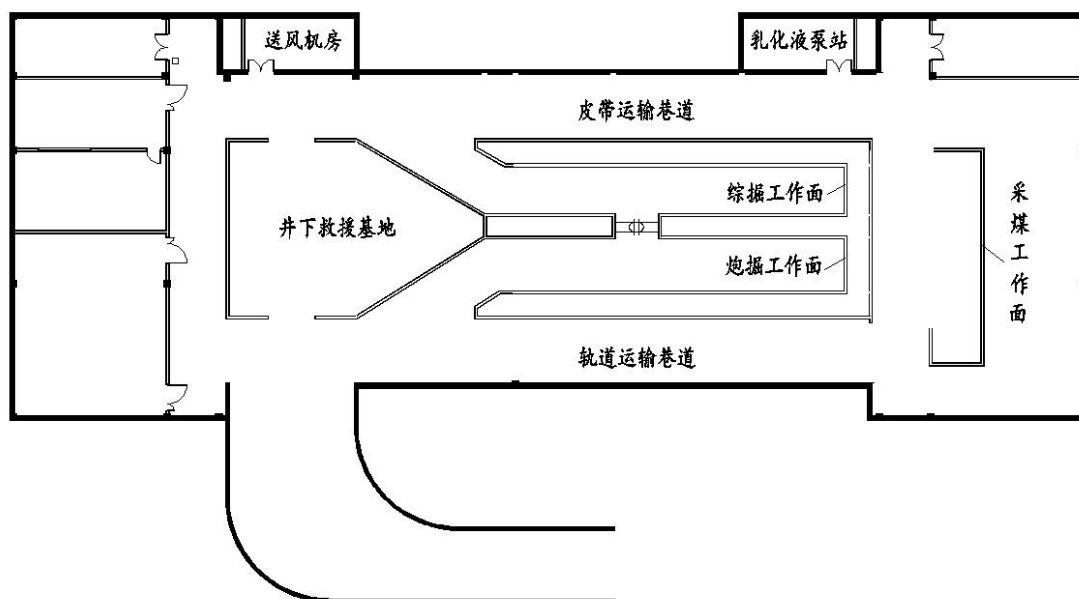 送风机房
乳化液泵站
皮带运输巷道
综掘工作面
井下救援基地
炮掘工作面
采煤工作面
轨道运输巷道